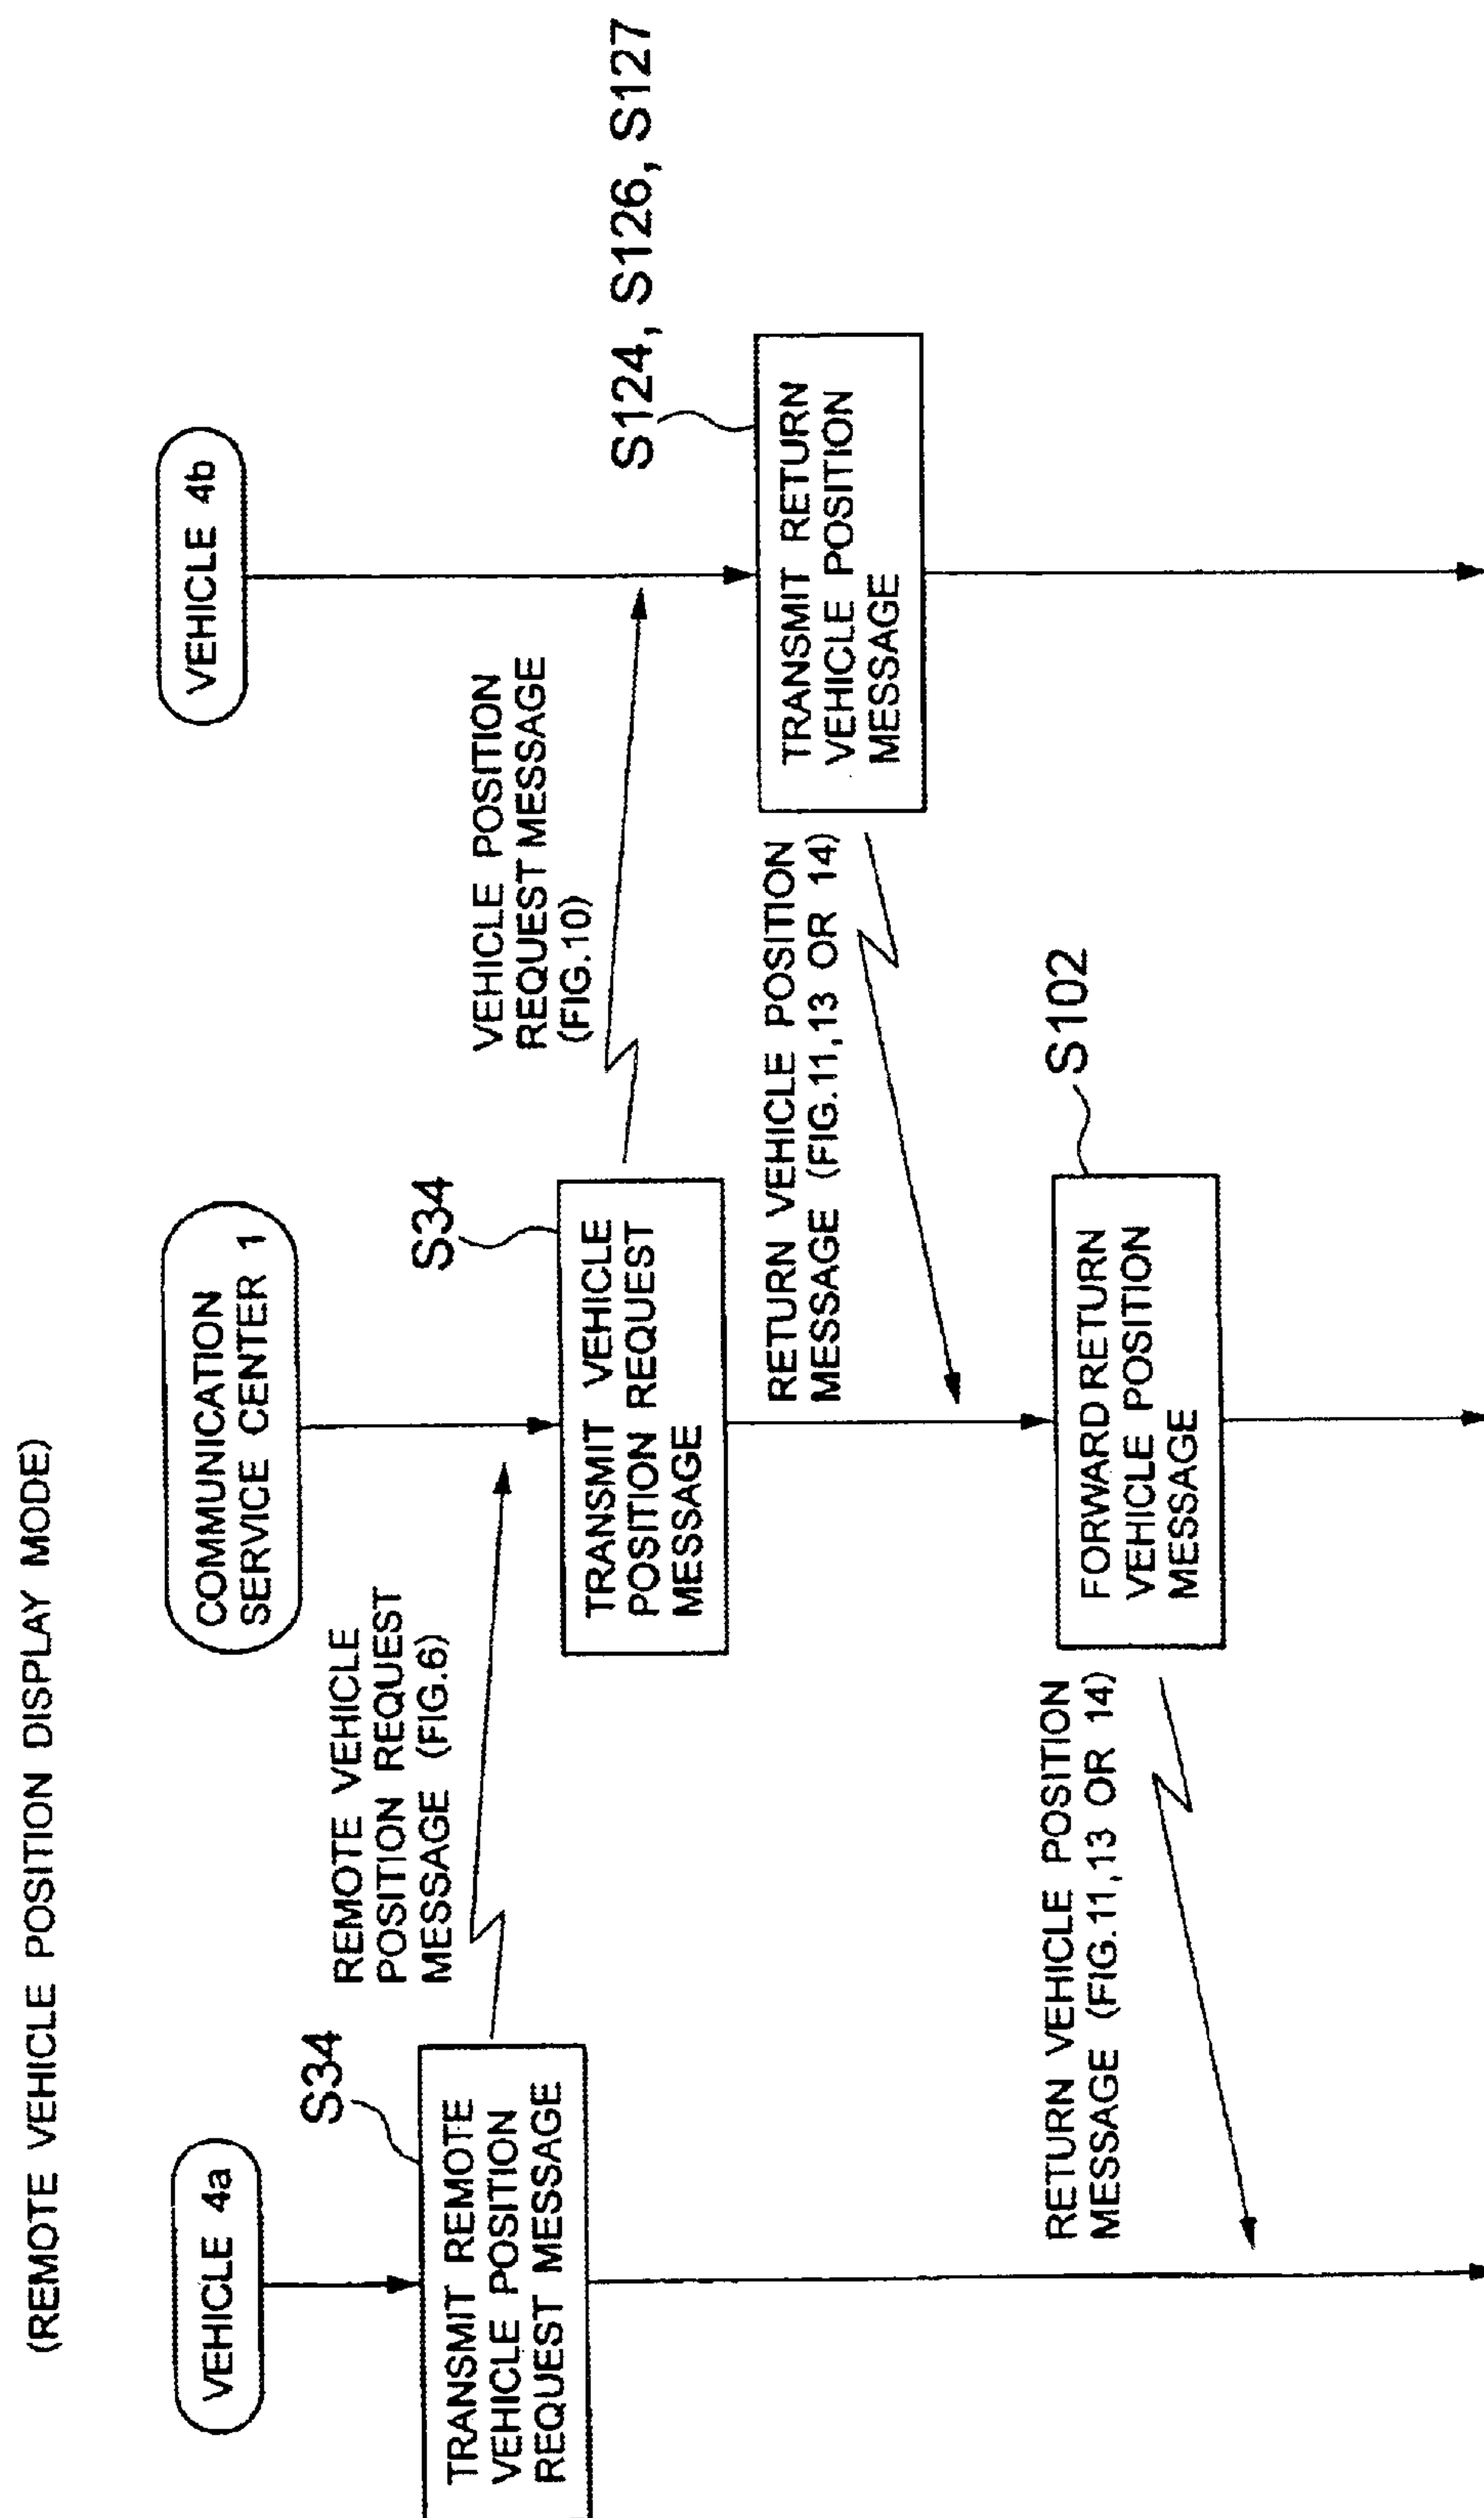 (REMOTE VEHICLE POSITION DISPLAY MODE)
VEHICLE 4a
COMMUNICATION
SERVICE CENTER 1
VEHICLE 4b
S34
TRANSMIT REMOTE
VEHICLE POSITION
REQUEST MESSAGE
REMOTE VEHICLE
POSITION REQUEST
MESSAGE (FIG.6)
S34
TRANSMIT VEHICLE
POSITION REQUEST
MESSAGE
VEHICLE POSITION
REQUEST MESSAGE
(FIG.10)
S124, S126, S127
TRANSMIT RETURN
VEHICLE POSITION
MESSAGE
RETURN VEHICLE POSITION
MESSAGE (FIG.11,13 OR 14)
S102
FORWARD RETURN
VEHICLE POSITION
MESSAGE
RETURN VEHICLE POSITION
MESSAGE (FIG.11,13 OR 14)